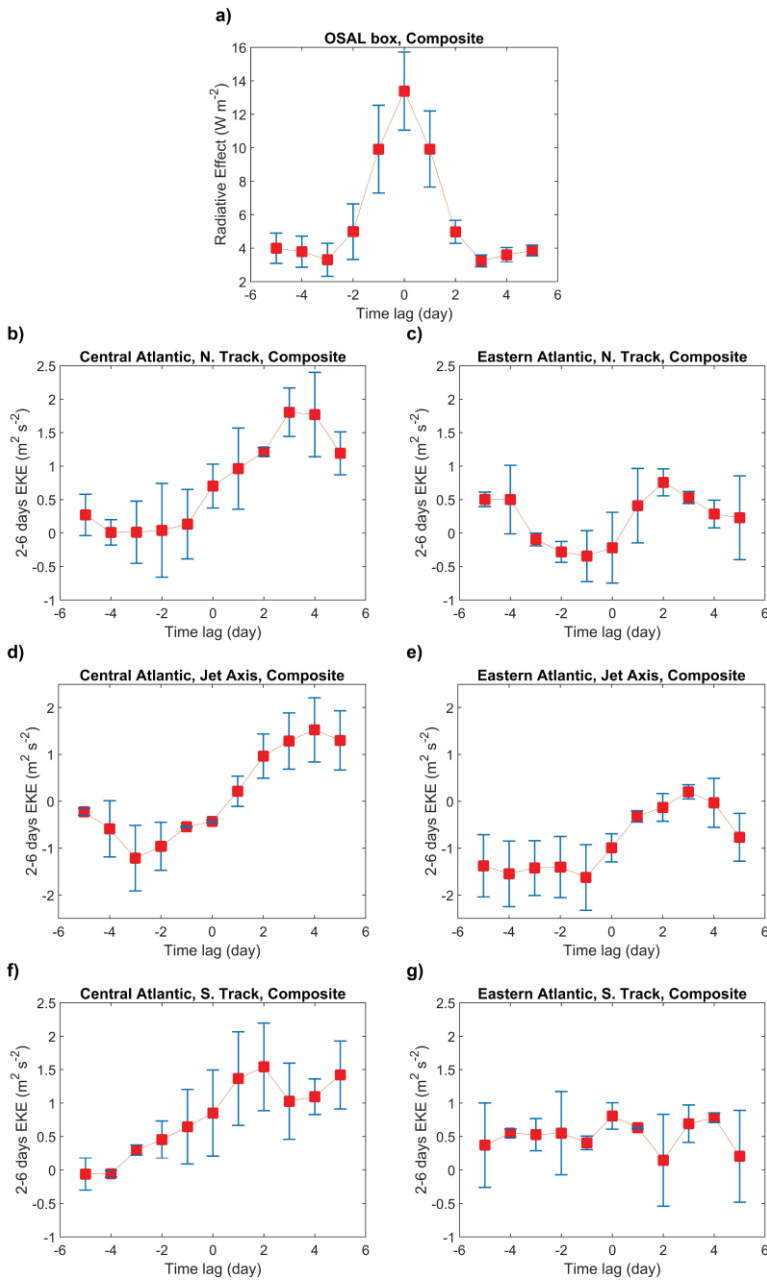 a)
OSAL box, Composite
Radiative Effect (W m-2)
16
14
12
10
8
6
4
2
-6 -4 -2 0 2 4 6
Time lag (day)
b)
Central Atlantic, N. Track, Composite
2-6 days EKE (m2 s-2)
2.5
2
1.5
1
0.5
0
-0.5
-1
-6 -4 -2 0 2 4 6
Time lag (day)
c)
Eastern Atlantic, N. Track, Composite
2-6 days EKE (m2 s-2)
2.5
2
1.5
1
0.5
0
-0.5
-1
-6 -4 -2 0 2 4 6
Time lag (day)
d)
Central Atlantic, Jet Axis, Composite
2-6 days EKE (m2 s-2)
2
1
0
-1
-2
-6 -4 -2 0 2 4 6
Time lag (day)
e)
Eastern Atlantic, Jet Axis, Composite
2-6 days EKE (m2 s-2)
2
1
0
-1
-2
-6 -4 -2 0 2 4 6
Time lag (day)
f)
Central Atlantic, S. Track, Composite
2-6 days EKE (m2 s-2)
2.5
2
1.5
1
0.5
0
-0.5
-1
-6 -4 -2 0 2 4 6
Time lag (day)
g)
Eastern Atlantic, S. Track, Composite
2-6 days EKE (m2 s-2)
2.5
2
1.5
1
0.5
0
-0.5
-1
-6 -4 -2 0 2 4 6
Time lag (day)